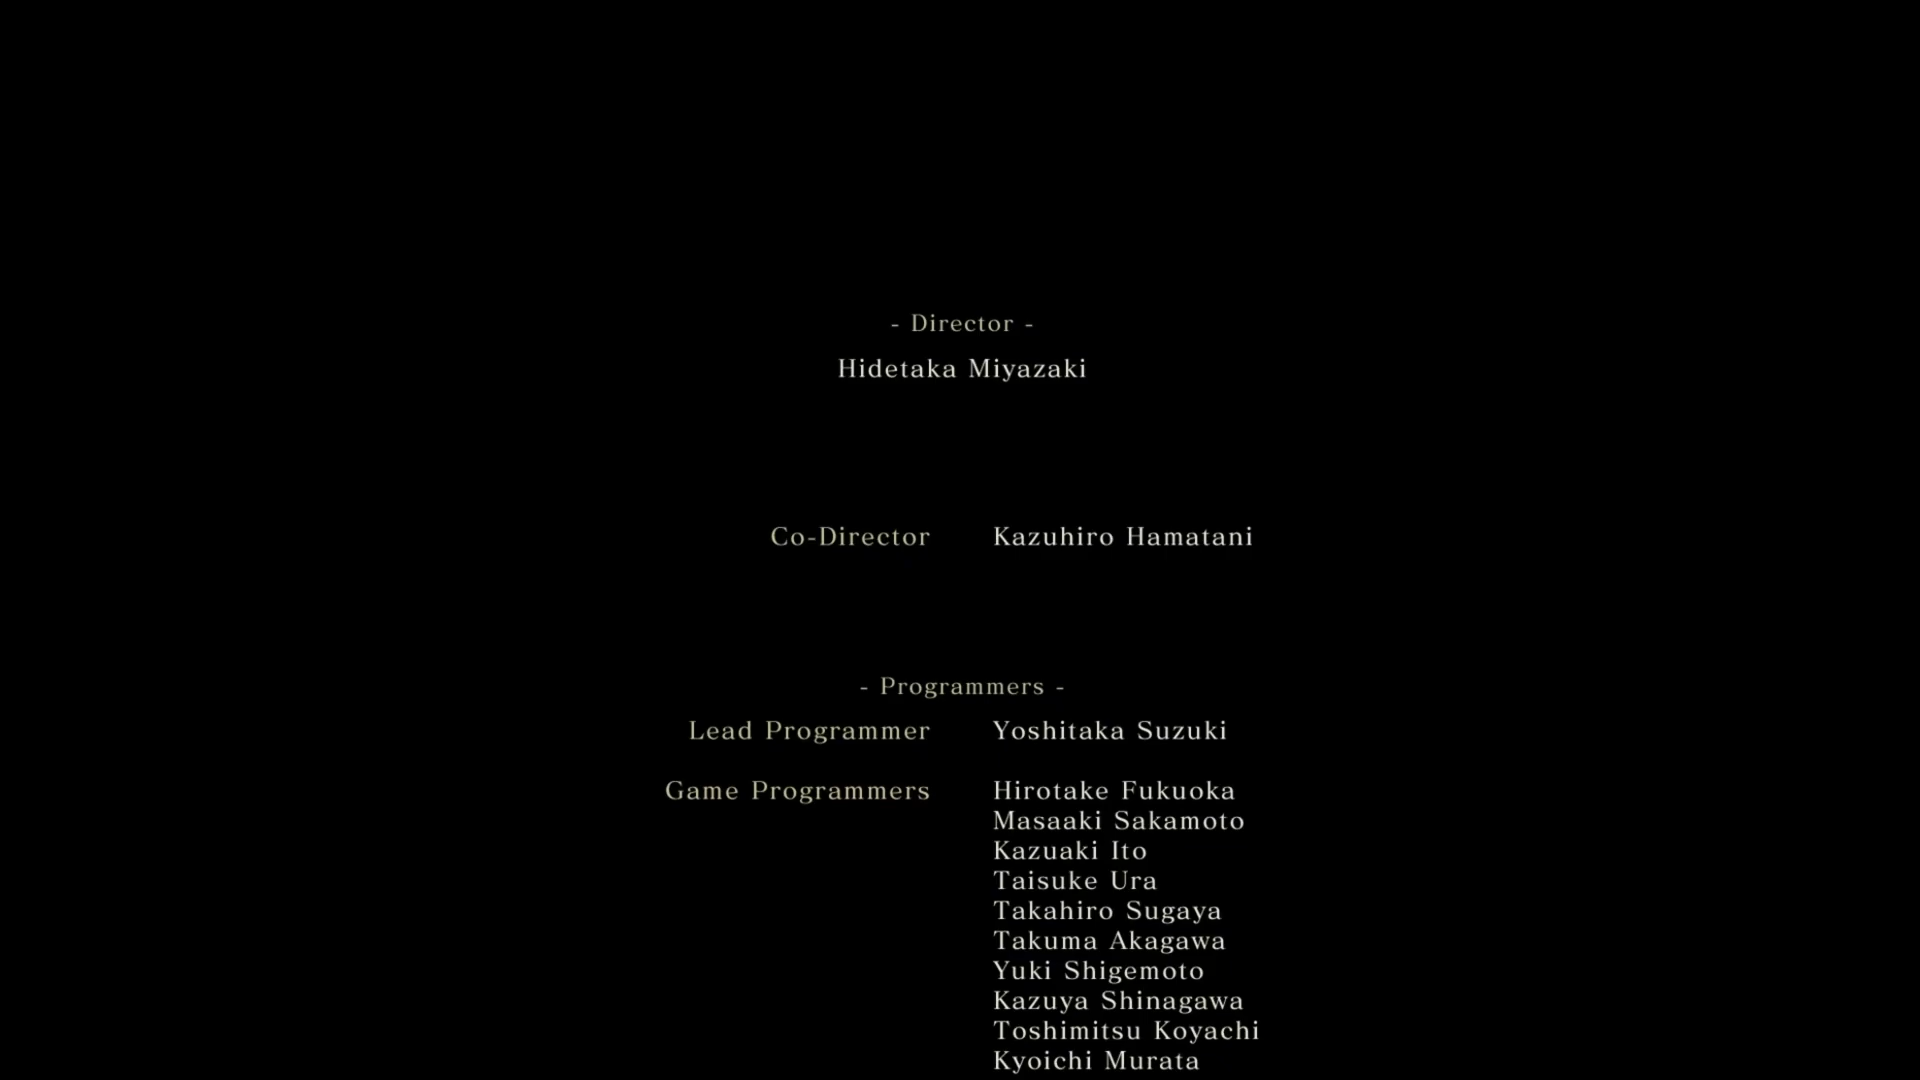 - Director -
Hidetaka Miyazaki
Co-Director Kazuhiro Hamatani
- Programmers -
Lead Programmer Yoshitaka Suzuki
Game Programmers Hirotake Fukuoka
Masaaki Sakamoto
Kazuaki Ito
Taisuke Ura
Takahiro Sugaya
Takuma Akagawa
Yuki Shigemoto
Kazuya Shinagawa
Toshimitsu Koyachi
Kyoichi Murata